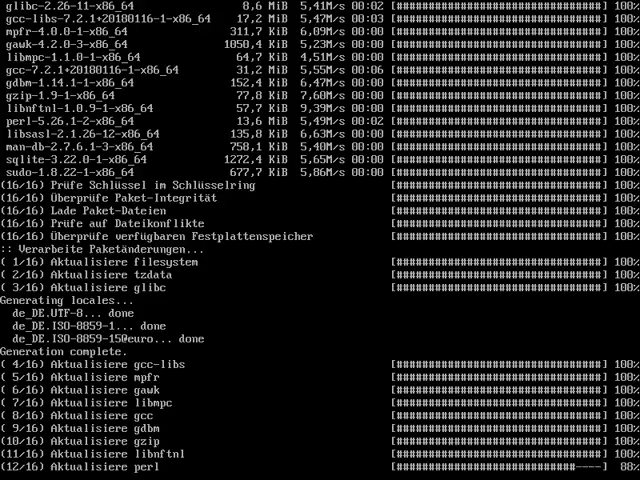 glibc-2.26-11-x86_64 8,6 MiB 5,41M/s 00:02 [################################] 100%
gcc-libs-7.2.1+20180116-1-x86_64 17,2 MiB 5,47M/s 00:03 [################################] 100%
mpfr-4.0.0-1-x86_64 311,7 KiB 6,09M/s 00:00 [################################] 100%
gawk-4.2.0-3-x86_64 1050,4 KiB 5,23M/s 00:00 [################################] 100%
libmpc-1.1.0-1-x86_64 64,7 KiB 4,51M/s 00:00 [################################] 100%
gcc-7.2.1+20180116-1-x86_64 31,2 MiB 5,55M/s 00:06 [################################] 100%
gdbm-1.14.1-1-x86_64 152,4 KiB 6,47M/s 00:00 [################################] 100%
gzip-1.9-1-x86_64 77,8 KiB 7,60M/s 00:00 [################################] 100%
libnftnl-1.0.9-1-x86_64 57,7 KiB 9,39M/s 00:00 [################################] 100%
perl-5.26.1-2-x86_64 13,6 MiB 5,49M/s 00:02 [################################] 100%
libsasl-2.1.26-12-x86_64 135,8 KiB 6,63M/s 00:00 [################################] 100%
man-db-2.7.6.1-3-x86_64 758,1 KiB 5,40M/s 00:00 [################################] 100%
sqlite-3.22.0-1-x86_64 1272,4 KiB 5,65M/s 00:00 [################################] 100%
sudo-1.8.22-1-x86_64 677,7 KiB 5,86M/s 00:00 [################################] 100%
(16/16) Prüfe Schlüssel im Schlüsselring [################################] 100%
(16/16) Überprüfe Paket-Integrität [################################] 100%
(16/16) Lade Paket-Dateien [################################] 100%
(16/16) Prüfe auf Dateikonflikte [################################] 100%
(16/16) Überprüfe verfügbaren Festplattenspeicher [################################] 100%
:: Verarbeite Paketänderungen...
( 1/16) Aktualisiere filesystem [################################] 100%
( 2/16) Aktualisiere tzdata [################################] 100%
( 3/16) Aktualisiere glibc [################################] 100%
Generating locales...
de_DE.UTF-8... done
de_DE.ISO-8859-1... done
de_DE.ISO-8859-15@euro... done
Generation complete.
( 4/16) Aktualisiere gcc-libs [################################] 100%
( 5/16) Aktualisiere mpfr [################################] 100%
( 6/16) Aktualisiere gawk [################################] 100%
( 7/16) Aktualisiere libmpc [################################] 100%
( 8/16) Aktualisiere gcc [################################] 100%
( 9/16) Aktualisiere gdbm [################################] 100%
(10/16) Aktualisiere gzip [################################] 100%
(11/16) Aktualisiere libnftnl [################################] 100%
(12/16) Aktualisiere perl [############################----] 88%